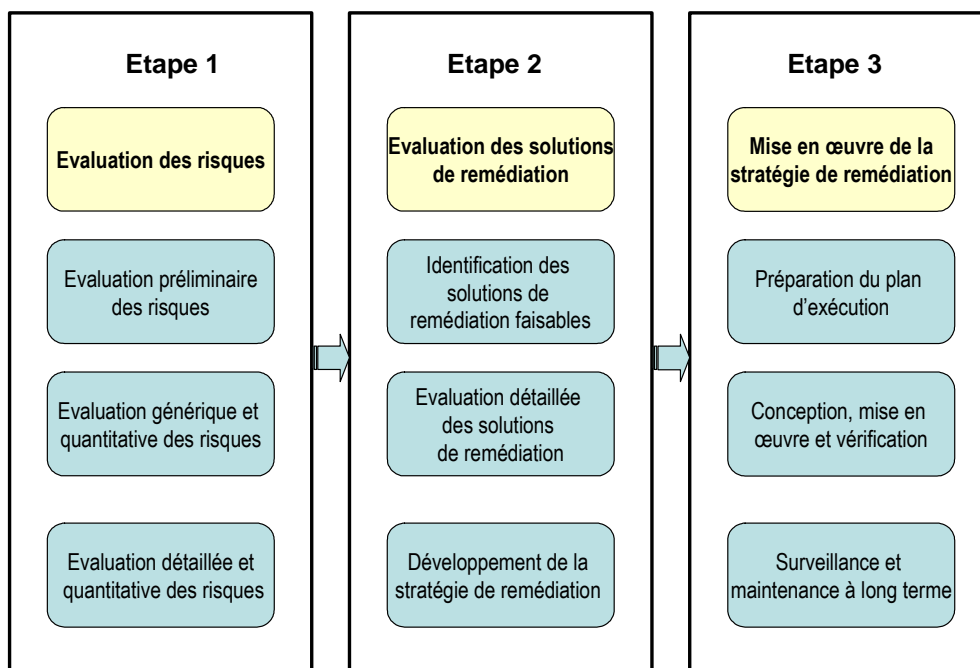 Etape 1
Evaluation des risques
Evaluation préliminaire
des risques
Evaluation générique et
quantitative des risques
Evaluation détaillée et
quantitative des risques
Etape 2
Evaluation des solutions
de remédiation
Identification des
solutions de
remédiation faisables
Evaluation détaillée
des solutions
de remédiation
Développement de la
stratégie de remédiation
Etape 3
Mise en œuvre de la
stratégie de remédiation
Préparation du plan
d’exécution
Conception, mise en
œuvre et vérification
Surveillance et
maintenance à long terme